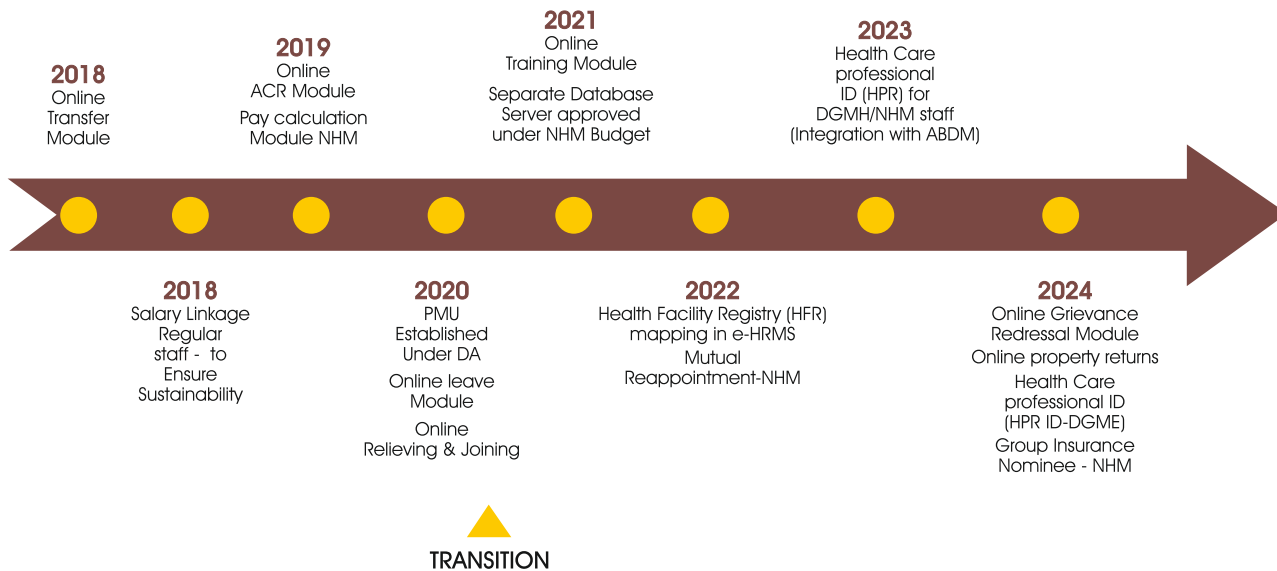 2018
Online
Transfer
Module
2019
Online
ACR Module
Pay calculation
Module NHM
2021
Online
Training Module
Separate Database
Server approved
under NHM Budget
2023
Health Care
professional
ID (HPR) for
DGMH/NHM staff
(Integration with ABDM)
2018
Salary Linkage
Regular
staff - to
Ensure
Sustainability
2020
PMU
Established
Under DA
Online leave
Module
Online
Relieving & Joining
2022
Health Facility Registry (HFR)
mapping in e-HRMS
Mutual
Reappointment-NHM
2024
Online Grievance
Redressal Module
Online property returns
Health Care
professional ID
(HPR ID-DGME)
Group Insurance
Nominee - NHM
TRANSITION